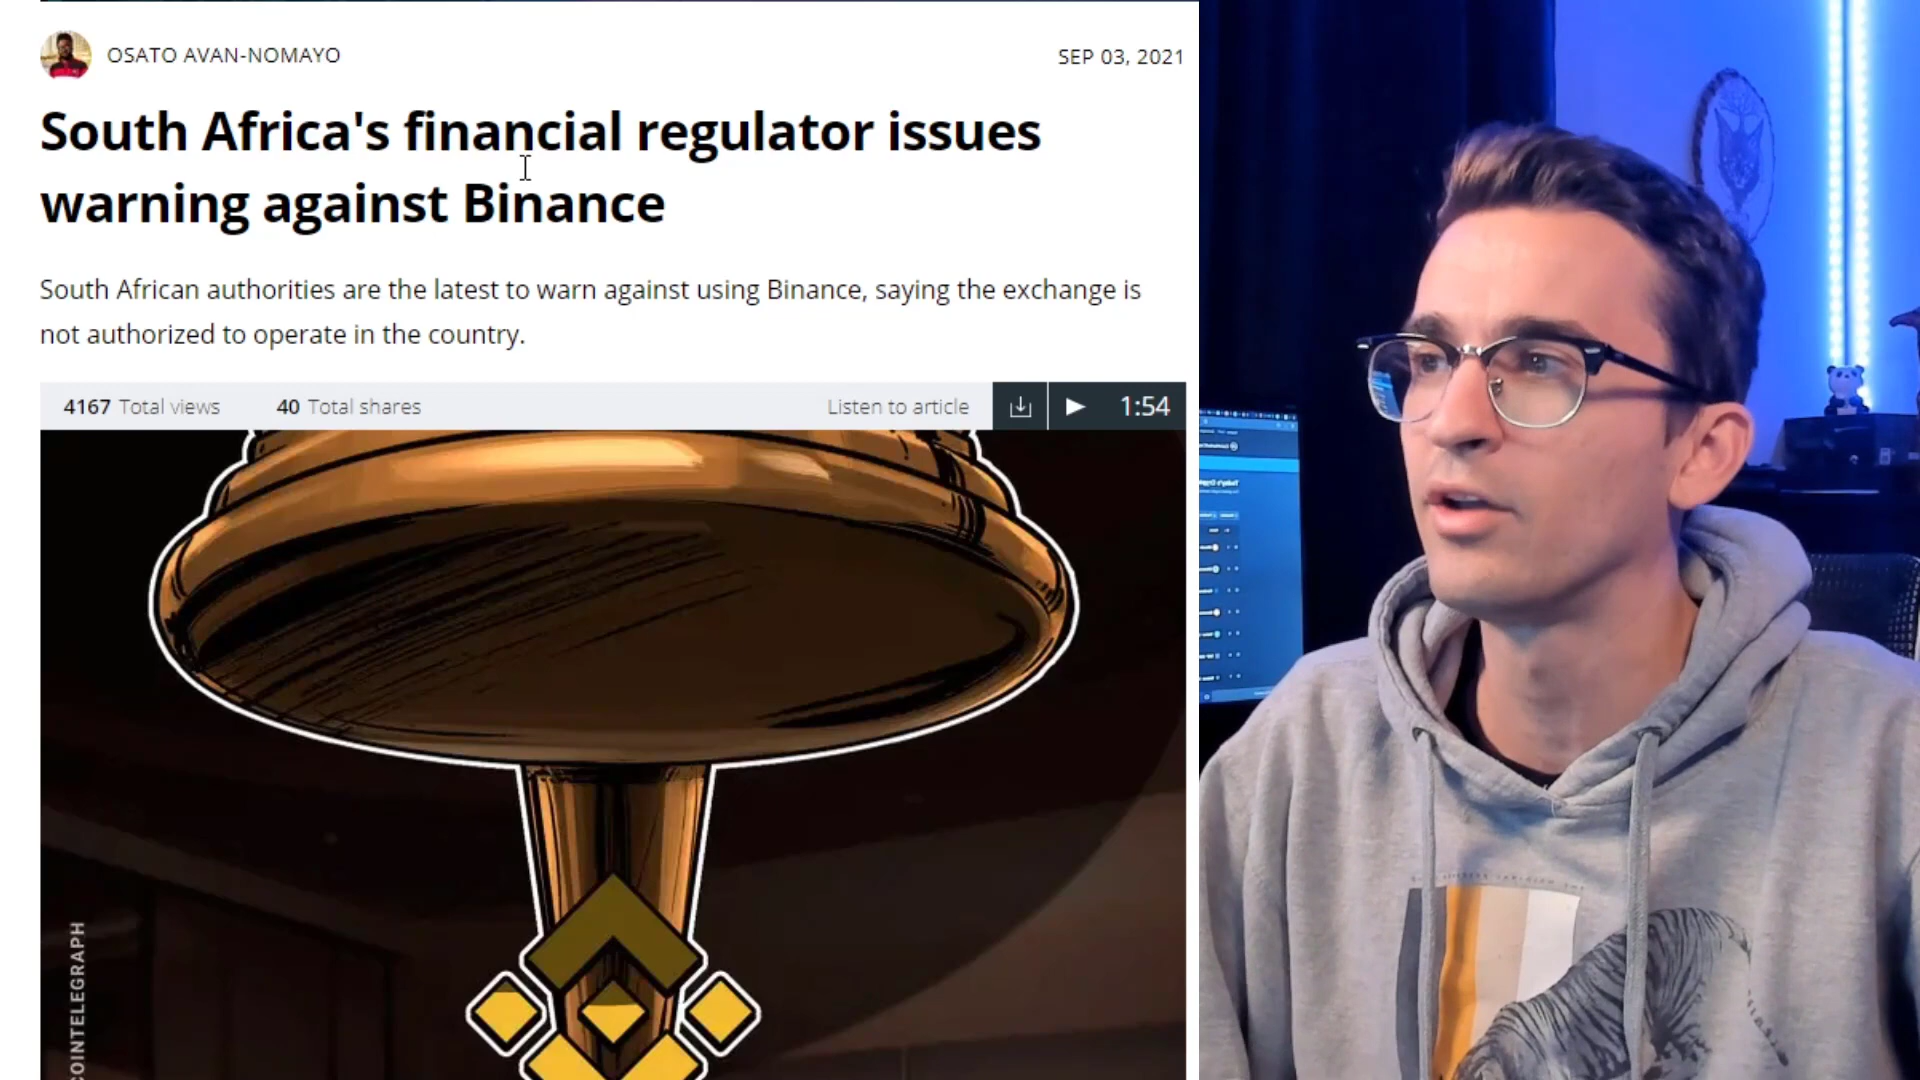 OSATO AVAN-NOMAYO
SEP 03, 2021
South Africa's financial regulator issues
warning against Binance
South African authorities are the latest to warn against using Binance, saying the exchange is
not authorized to operate in the country.
4167 Total views 40 Total shares Listen to article 1:54
COINTELEGRAPH